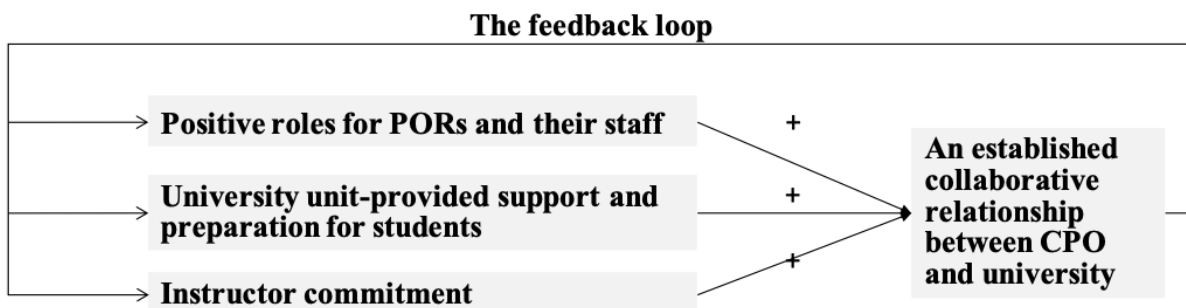 The feedback loop
Positive roles for PORs and their staff
+
University unit-provided support and
preparation for students
+
Instructor commitment
+
An established
collaborative
relationship
between CPO
and university